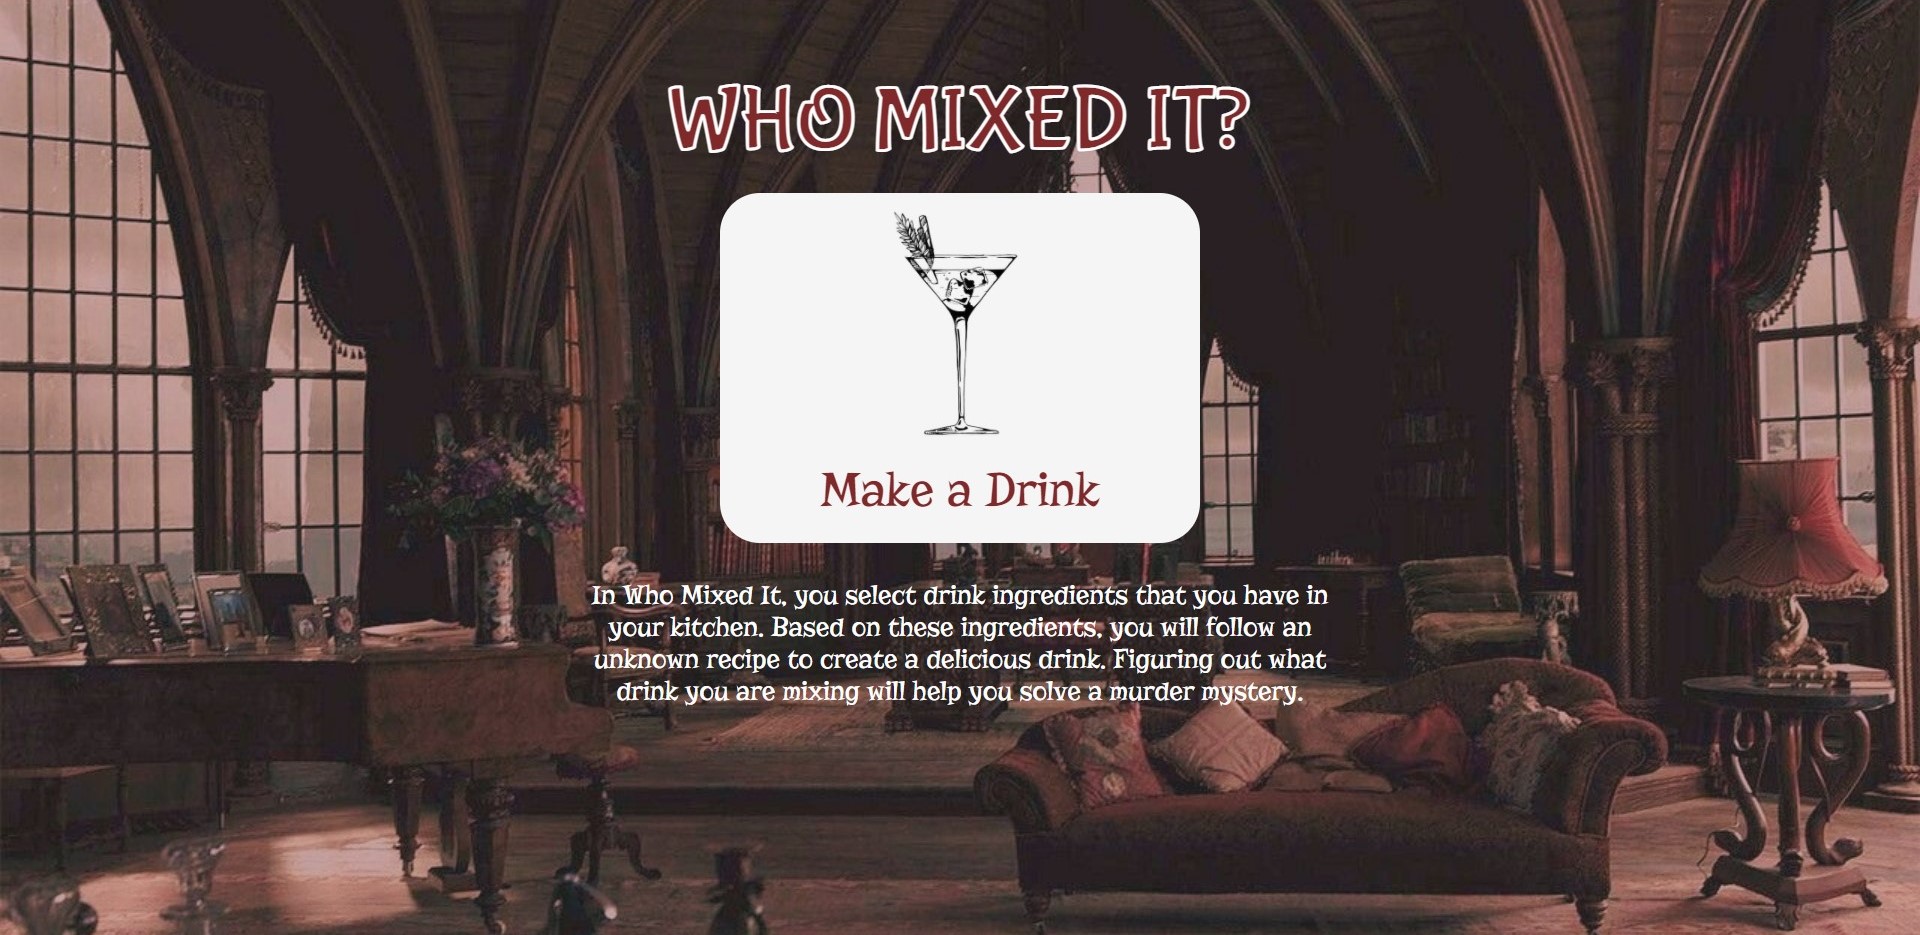 WHO MIXED IT?
Make a Drink
In Who Mixed It, you select drink ingredients that you have in
your kitchen. Based on these ingredients, you will follow an
unknown recipe to create a delicious drink. Figuring out what
drink you are mixing will help you solve a murder mystery.